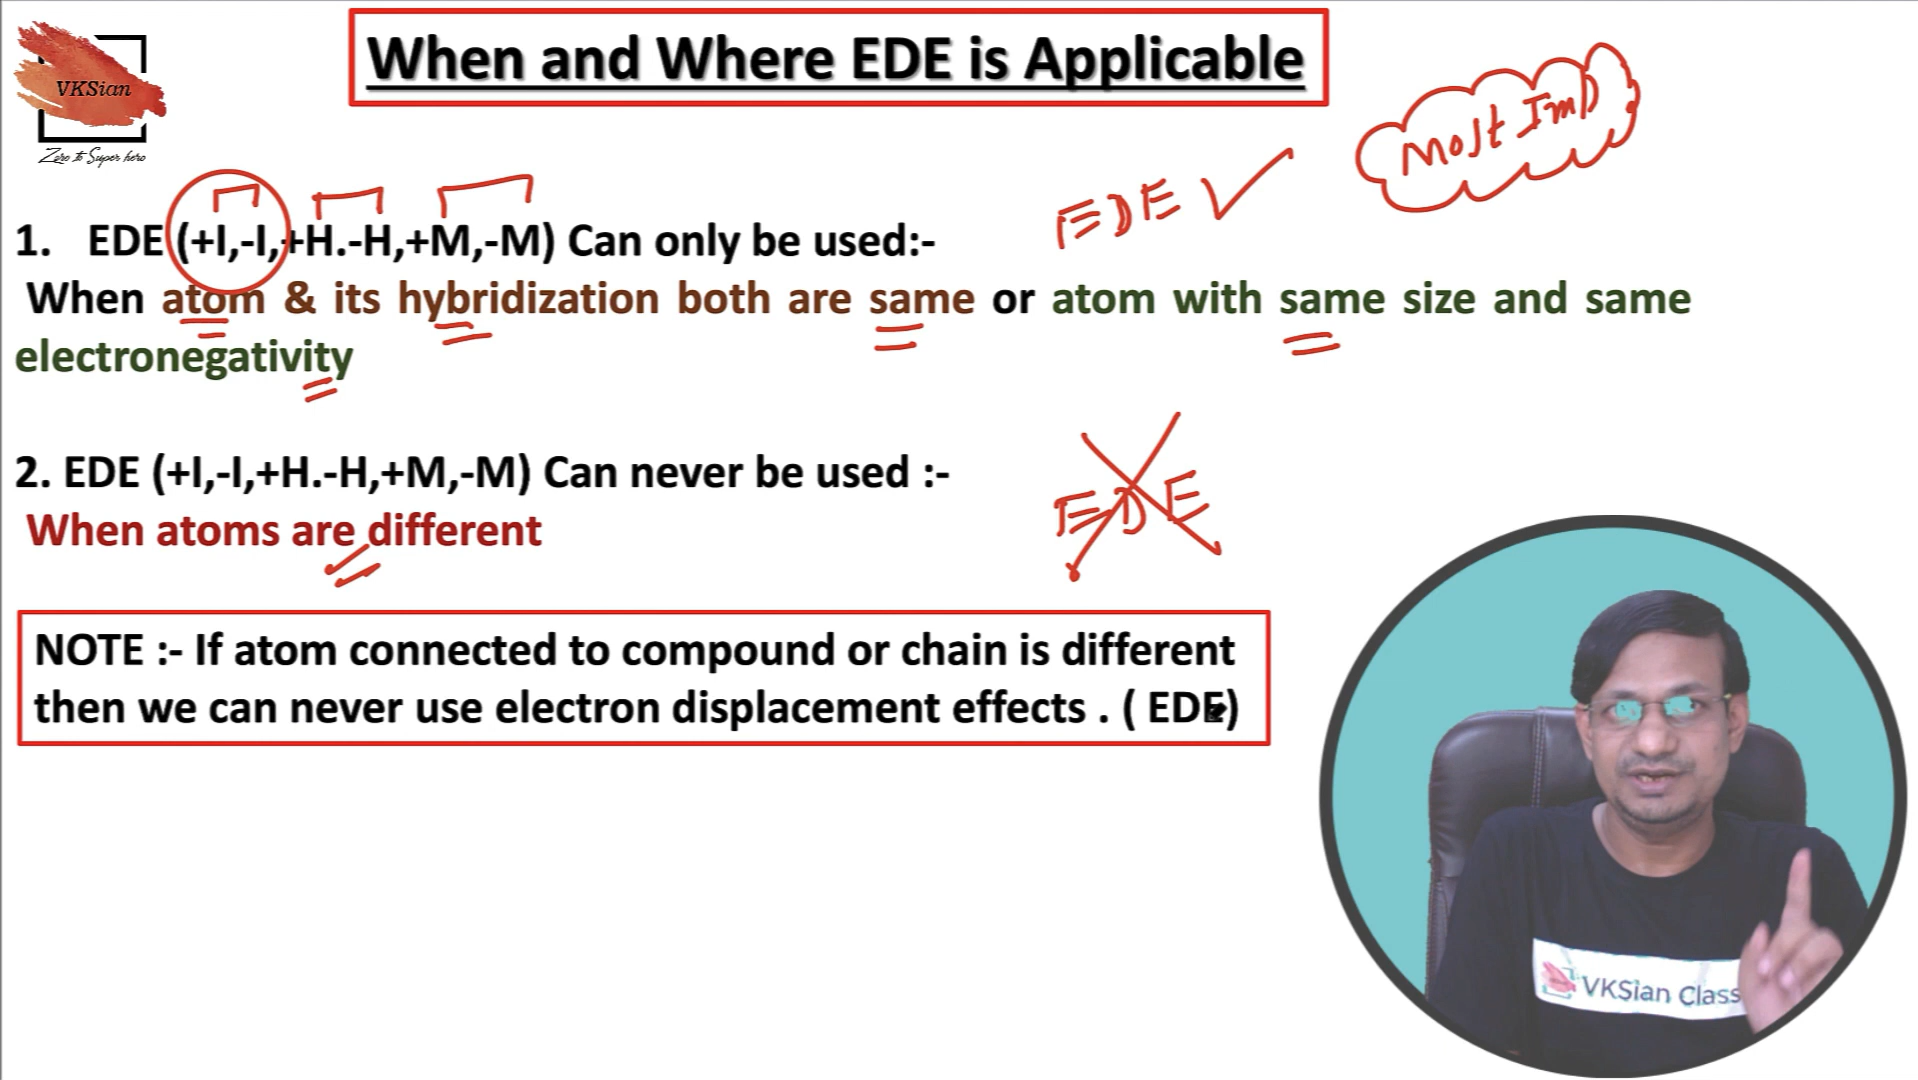 When and Where EDE is Applicable
VKSian
Zero to Super hero
Most Imp
EDE
1. EDE (+I,-I,+H.-H,+M,-M) Can only be used:-
When atom & its hybridization both are same or atom with same size and same
electronegativity
2. EDE (+I,-I,+H.-H,+M,-M) Can never be used :-
EDE
When atoms are different
NOTE :- If atom connected to compound or chain is different
then we can never use electron displacement effects . ( EDE)
VKSian Class